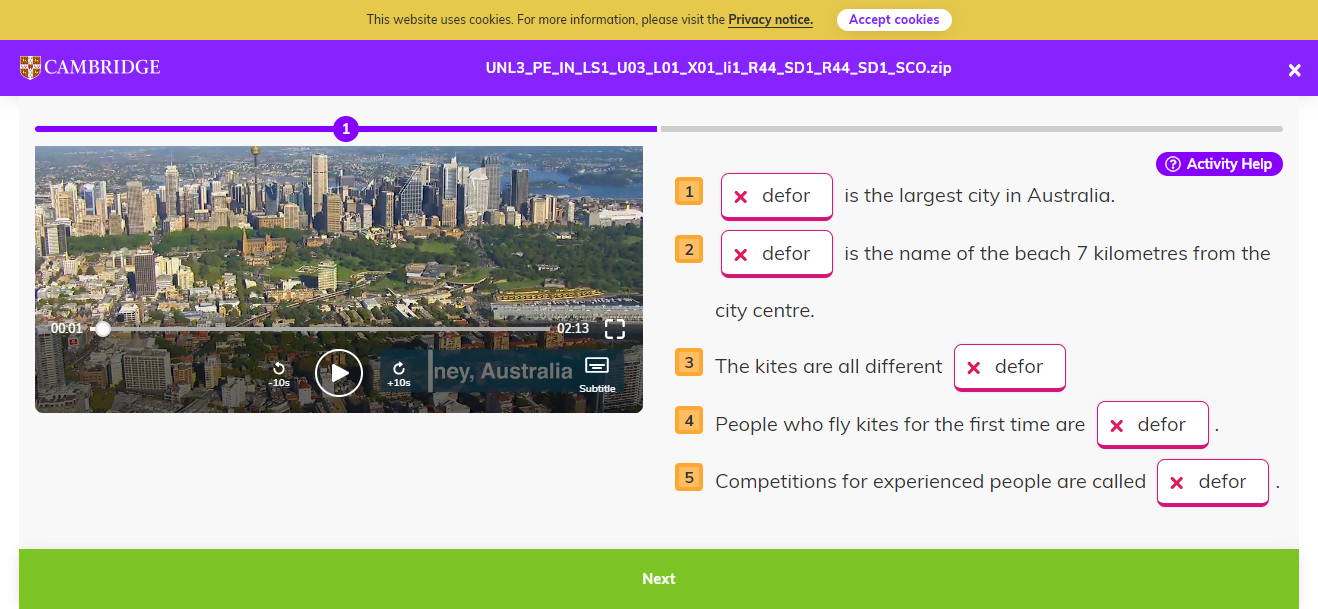 This website uses cookies. For more information, please visit the Privacy notice. Accept cookies
CAMBRIDGE
UNL3_PE_IN_LS1_U03_L01_X01_Ii1_R44_SD1_R44_SD1_SCO.zip
1
Activity Help
00:01
02:13
-10s
+10s
ney, Australia
Subtitle
1 defor is the largest city in Australia.
2 defor is the name of the beach 7 kilometres from the
city centre.
3 The kites are all different defor
4 People who fly kites for the first time are defor .
5 Competitions for experienced people are called defor .
Next